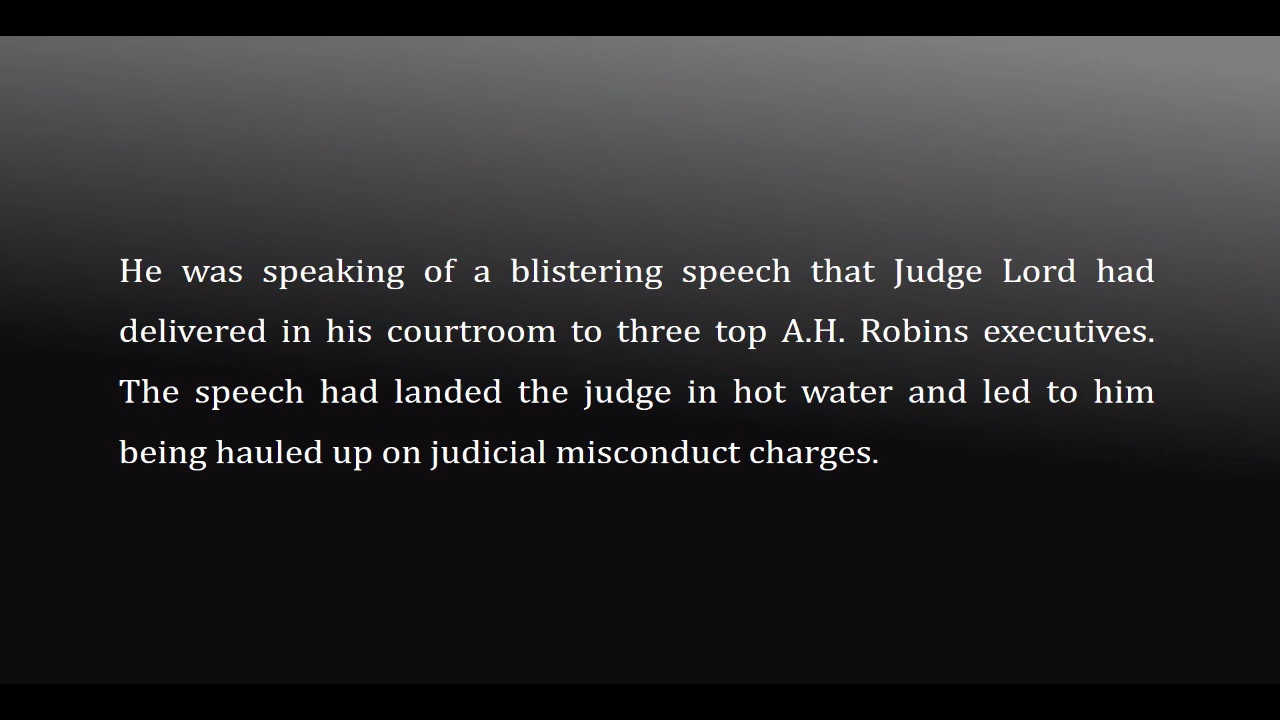 He was speaking of a blistering speech that Judge Lord had
delivered in his courtroom to three top A.H. Robins executives.
The speech had landed the judge in hot water and led to him
being hauled up on judicial misconduct charges.